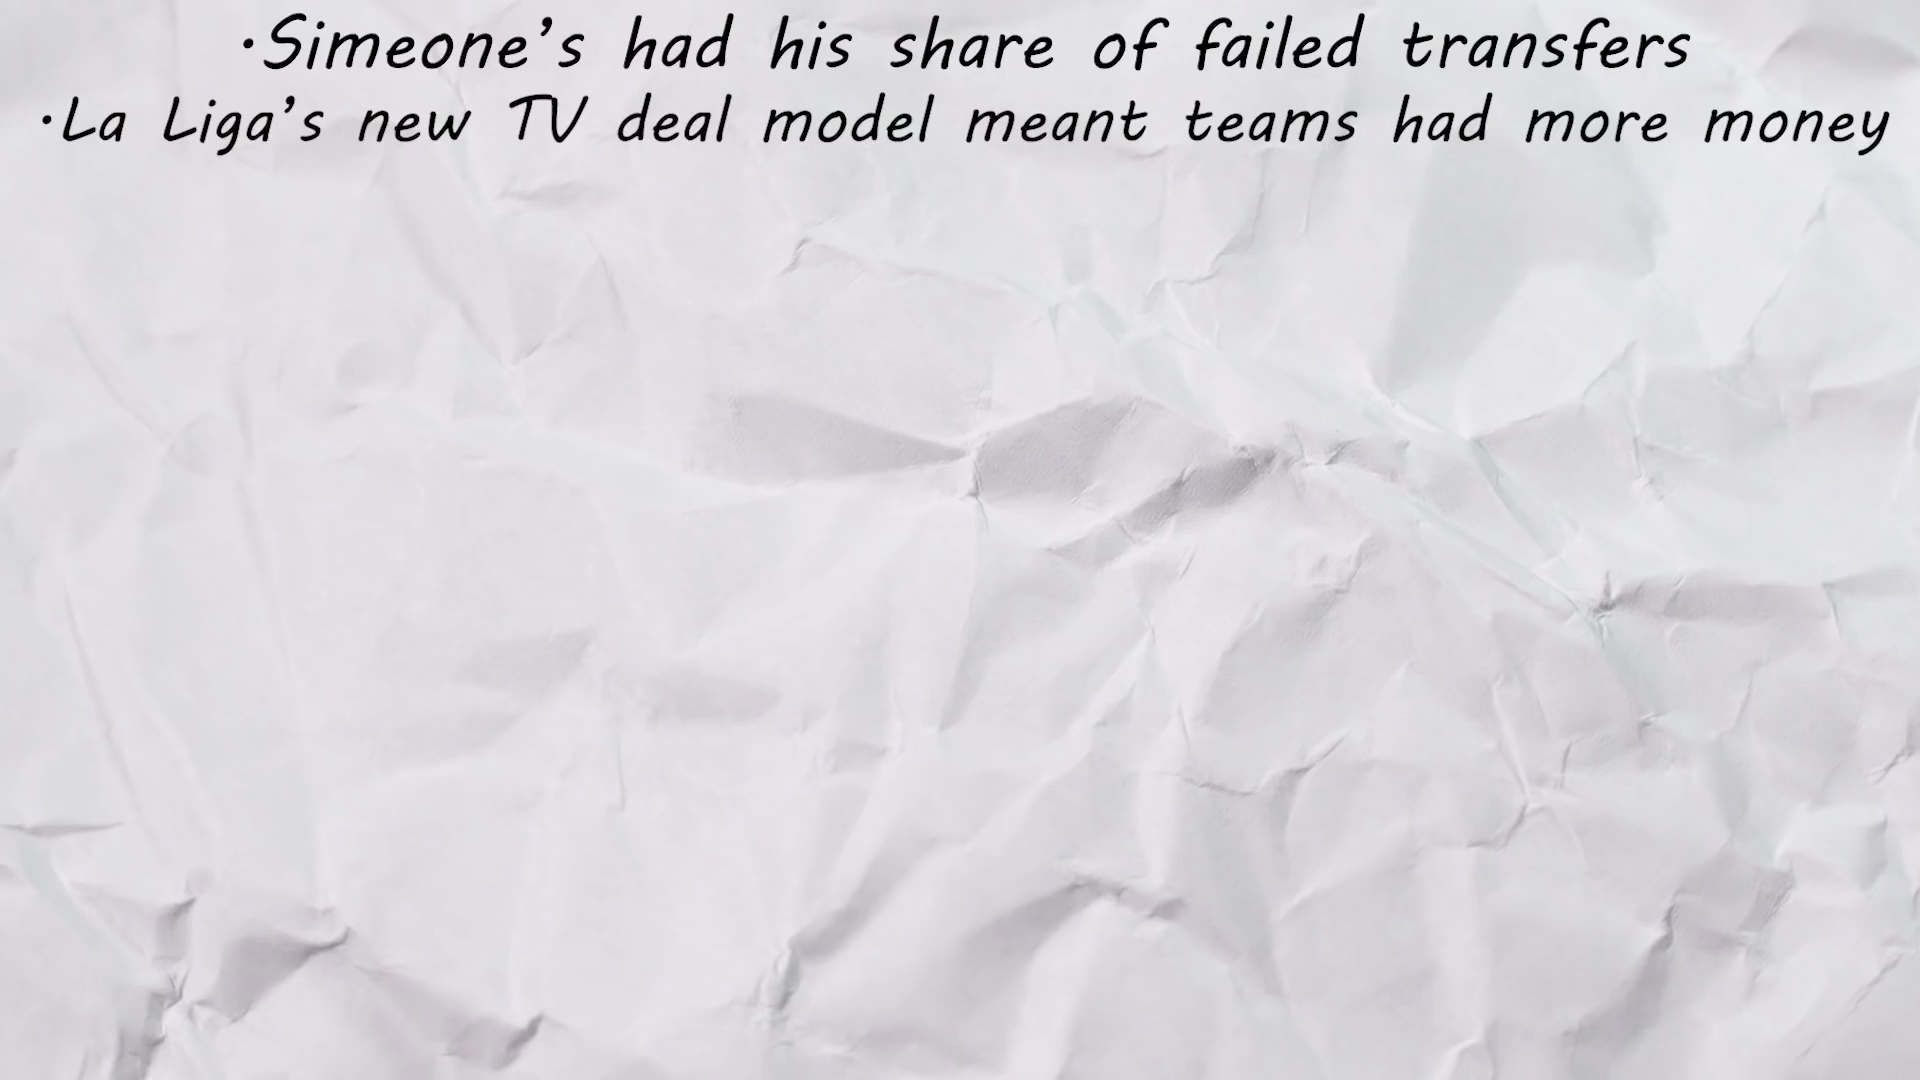 ·Simeone’s had his share of failed transfers
·La Liga’s new TV deal model meant teams had more money